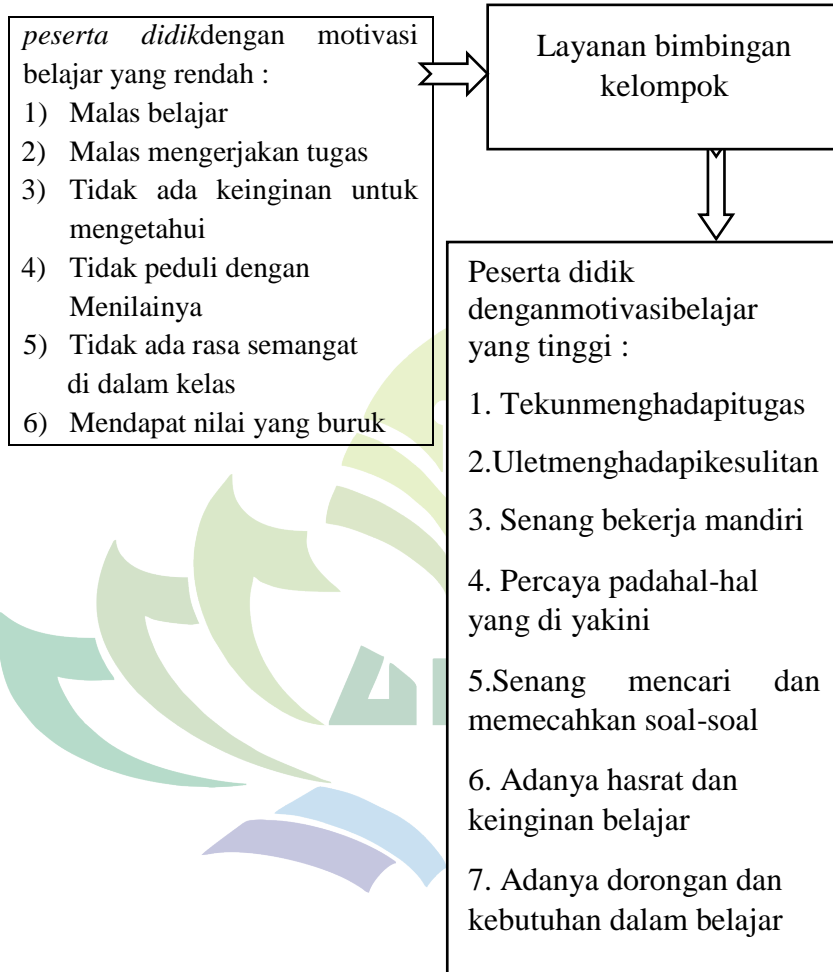 peserta didikdengan motivasi
belajar yang rendah :
1) Malas belajar
2) Malas mengerjakan tugas
3) Tidak ada keinginan untuk
mengetahui
4) Tidak peduli dengan
Menilainya
5) Tidak ada rasa semangat
di dalam kelas
6) Mendapat nilai yang buruk
Layanan bimbingan
kelompok
Peserta didik
denganmotivasibelajar
yang tinggi :
1. Tekunmenghadapitugas
2.Uletmenghadapikesulitan
3. Senang bekerja mandiri
4. Percaya padahal-hal
yang di yakini
5.Senang mencari dan
memecahkan soal-soal
6. Adanya hasrat dan
keinginan belajar
7. Adanya dorongan dan
kebutuhan dalam belajar